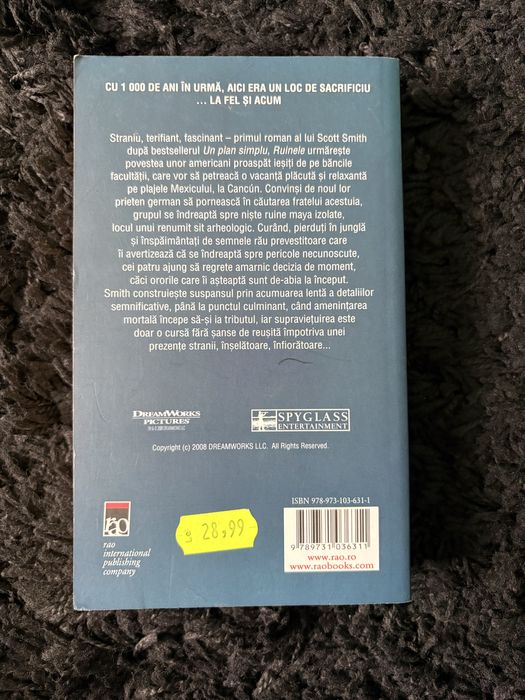 CU 1 000 DE ANI ÎN URMĂ, AICI ERA UN LOC DE SACRIFICIU
... LA FEL ȘI ACUM
Straniu, terifiant, fascinant – primul roman al lui Scott Smith
după bestsellerul Un plan simplu, Ruinele urmărește
povestea unor americani proaspăt ieșiți de pe băncile
facultății, care vor să petreacă o vacanță plăcută și relaxantă
pe plajele Mexicului, la Cancún. Convinși de noul lor
prieten german să pornească în căutarea fratelui acestuia,
grupul se îndreaptă spre niște ruine maya izolate,
locul unui renumit sit arheologic. Curând, pierduți în junglă
și înspăimântați de semnele rău prevestitoare care
îi avertizează că se îndreaptă spre pericole necunoscute,
cei patru ajung să regrete amarnic decizia de moment,
căci ororile care îi așteaptă sunt de-abia la început.
Smith construiește suspansul prin acumularea lentă a detaliilor
semnificative, până la punctul culminant, când amenințarea
mortală începe să-și ia tributul, iar supraviețuirea este
doar o cursă fără șanse de reușită împotriva unei
prezențe stranii, înșelătoare, înfiorătoare...
DREAMWORKS
PICTURES
SPYGLASS
ENTERTAINMENT
Copyright (c) 2008 DREAMWORKS LLC. All Rights Reserved.
ISBN 978-973-103-631-1
9 789731 036311
www.rao.ro
www.raobooks.com
rao
rao
international
publishing
company
9 28,99